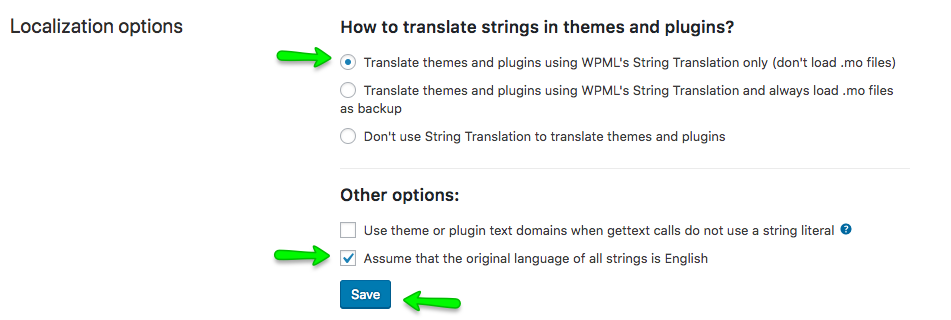 Localization options
How to translate strings in themes and plugins?
Translate themes and plugins using WPML's String Translation only (don't load .mo files)
Translate themes and plugins using WPML's String Translation and always load .mo files
as backup
Don't use String Translation to translate themes and plugins
Other options:
Use theme or plugin text domains when gettext calls do not use a string literal ?
Assume that the original language of all strings is English
Save